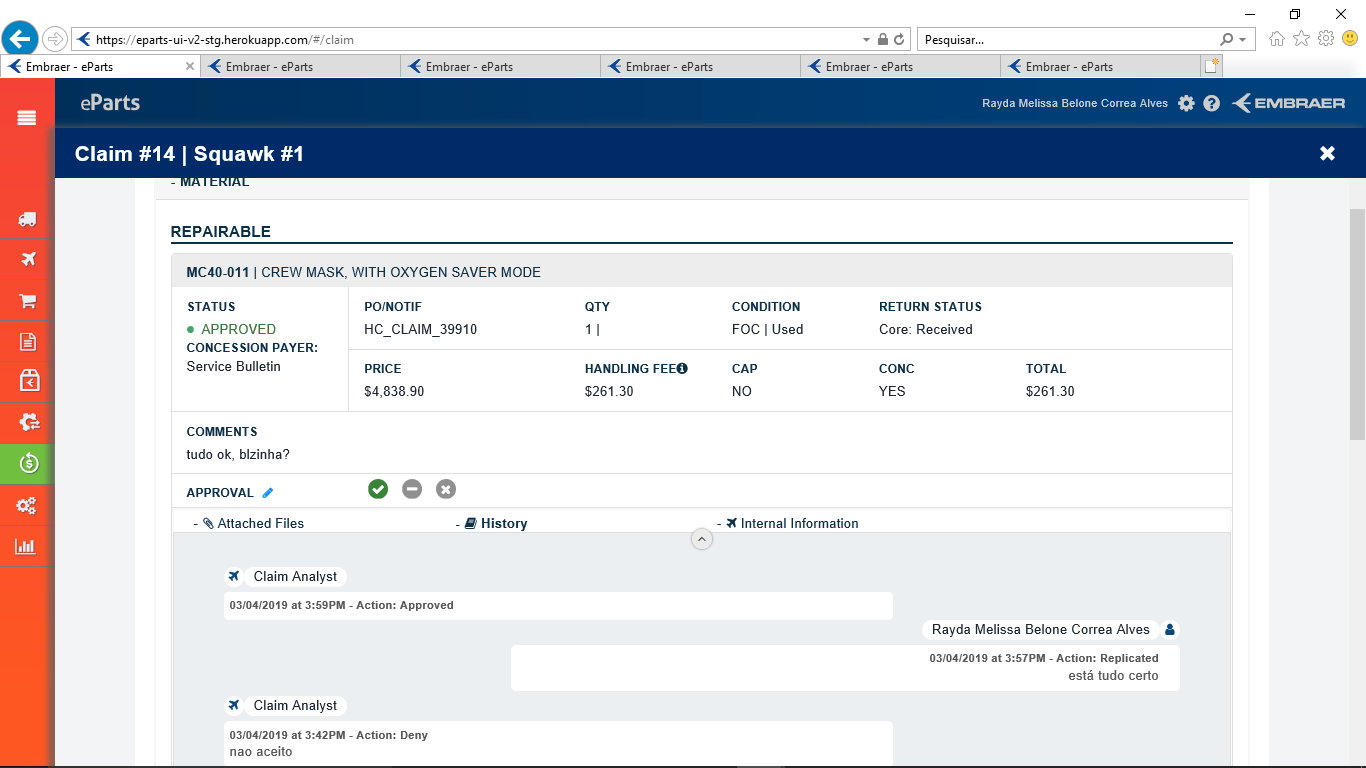 https://eparts-ui-v2-stg.herokuapp.com/#/claim
Pesquisar...
Embraer - eParts
Embraer - eParts
Embraer - eParts
Embraer - eParts
Embraer - eParts
Embraer - eParts
eParts
Rayda Melissa Belone Correa Alves
EMBRAER
Claim #14 | Squawk #1
- MATERIAL
REPAIRABLE
MC40-011 | CREW MASK, WITH OXYGEN SAVER MODE
STATUS
APPROVED
CONCESSION PAYER:
Service Bulletin
PO/NOTIF QTY CONDITION RETURN STATUS
HC_CLAIM_39910 1 | FOC | Used Core: Received
PRICE HANDLING FEE CAP CONC TOTAL
$4,838.90 $261.30 NO YES $261.30
COMMENTS
tudo ok, blzinha?
APPROVAL
- Attached Files - History - Internal Information
Claim Analyst
03/04/2019 at 3:59PM - Action: Approved
Rayda Melissa Belone Correa Alves
03/04/2019 at 3:57PM - Action: Replicated
está tudo certo
Claim Analyst
03/04/2019 at 3:42PM - Action: Deny
nao aceito